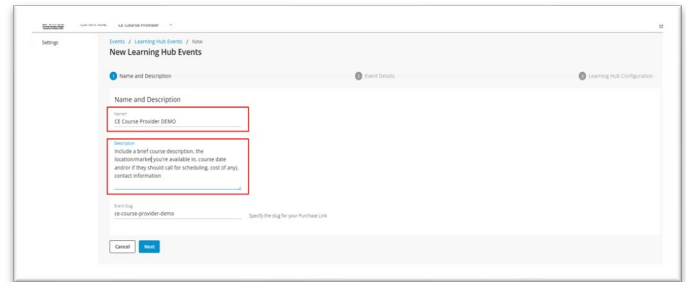 CE Course Provider
Settings
Events / Learning Hub Events / New
New Learning Hub Events
Name and Description
Event Details
Learning Hub Configuration
Name and Description
Name*
CE Course Provider DEMO
Description
Include a brief course description, the
location/market you're available in, course date
and/or if they should call for scheduling, cost (if any),
contact information
Event Slug
ce-course-provider-demo
Specify the slug for your Purchase Link
Cancel
Next